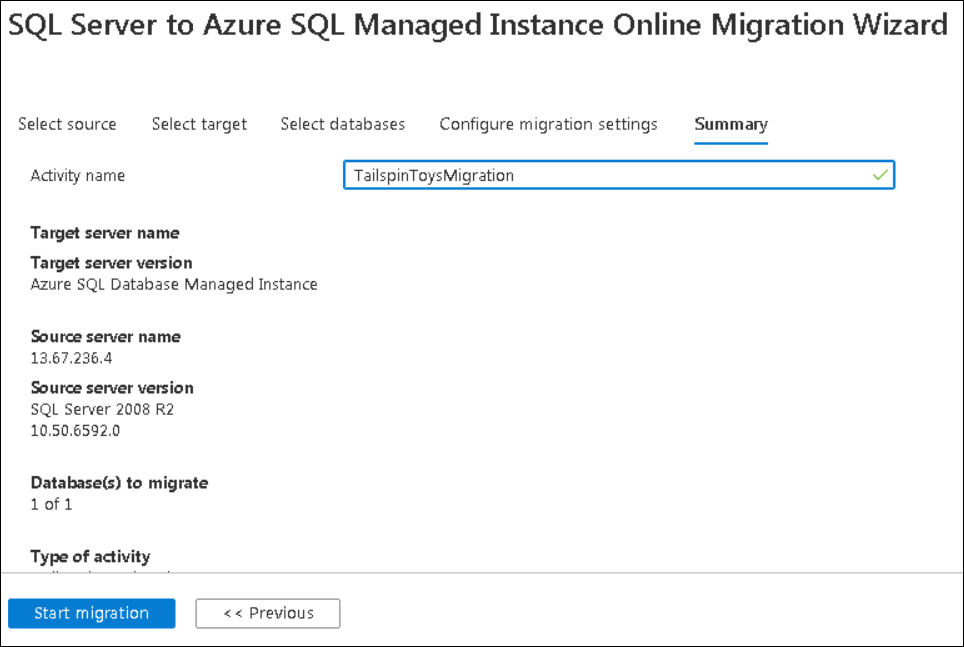 SQL Server to Azure SQL Managed Instance Online Migration Wizard
Select source Select target Select databases Configure migration settings Summary
Activity name TailspinToysMigration
Target server name
Target server version
Azure SQL Database Managed Instance
Source server name
13.67.236.4
Source server version
SQL Server 2008 R2
10.50.6592.0
Database(s) to migrate
1 of 1
Type of activity
Start migration << Previous